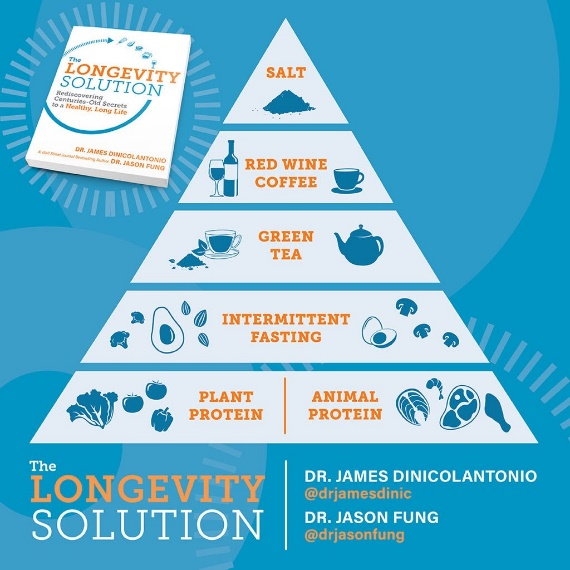 The
LONGEVITY
SOLUTION
Rediscovering
Centuries-Old Secrets
to a Healthy, Long Life
DR. JAMES DINICOLANTONIO
DR. JASON FUNG
SALT
RED WINE
COFFEE
GREEN
TEA
INTERMITTENT
FASTING
PLANT
PROTEIN
ANIMAL
PROTEIN
The
LONGEVITY
SOLUTION
DR. JAMES DINICOLANTONIO
@drjamesdinic
DR. JASON FUNG
@drjasonfung